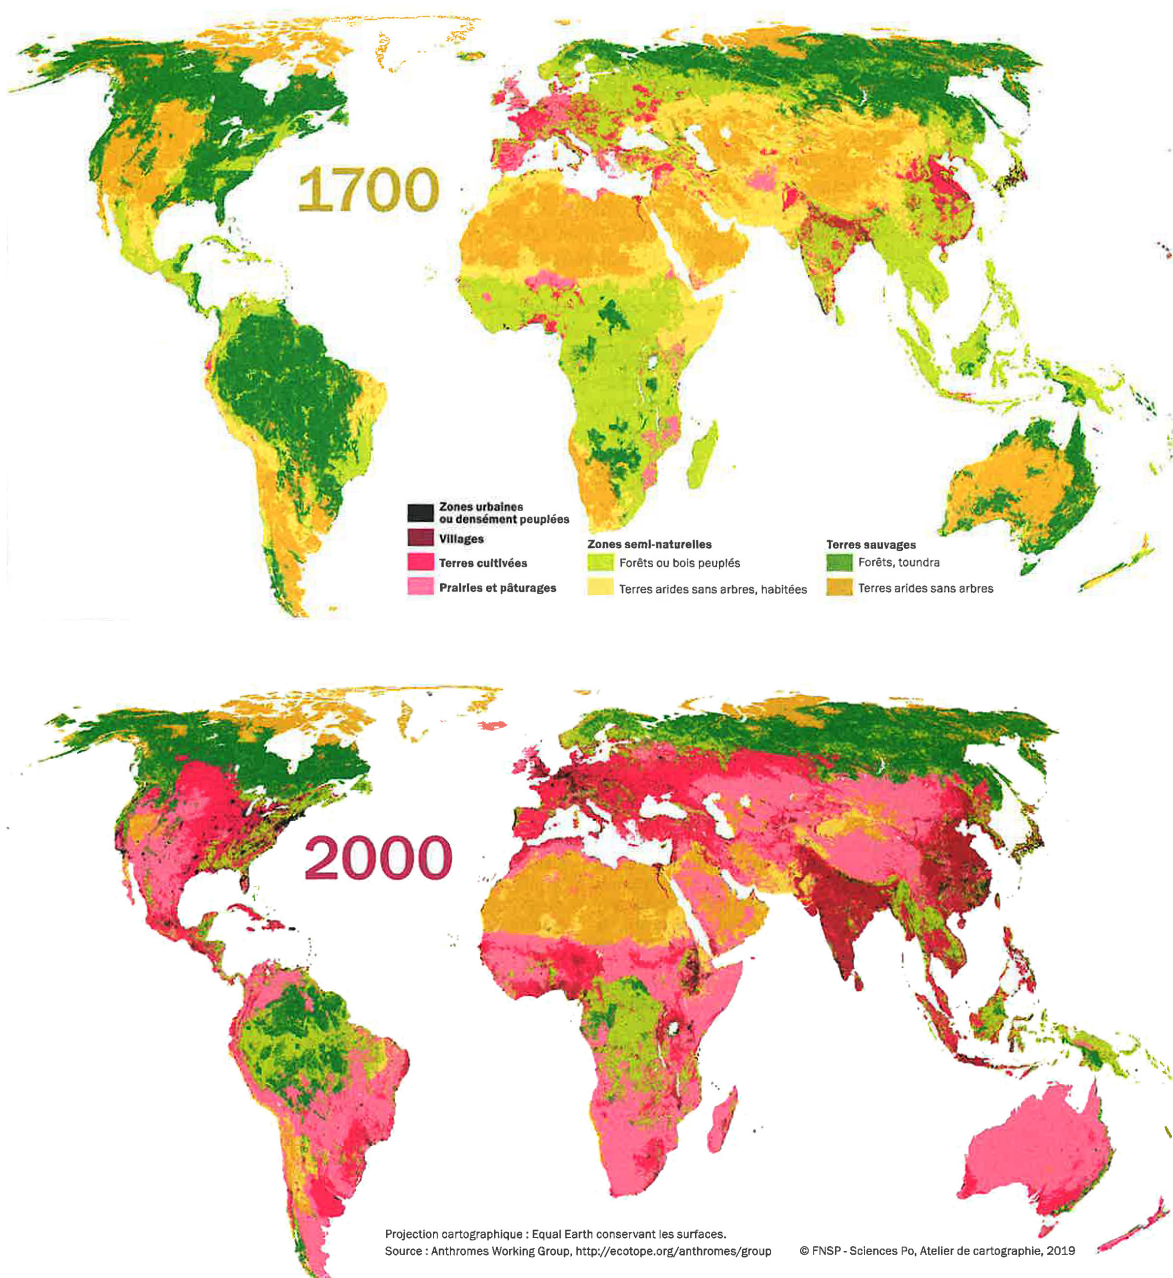 1700
Zones urbaines
ou densément peuplées
Villages
Terres cultivées
Prairies et pâturages
Zones semi-naturelles
Forêts ou bois peuplés
Terres arides sans arbres, habitées
Terres sauvages
Forêts, toundra
Terres arides sans arbres
2000
Projection cartographique : Equal Earth conservant les surfaces.
Source : Anthromes Working Group, http://ecotope.org/anthromes/group
© FNSP - Sciences Po, Atelier de cartographie, 2019